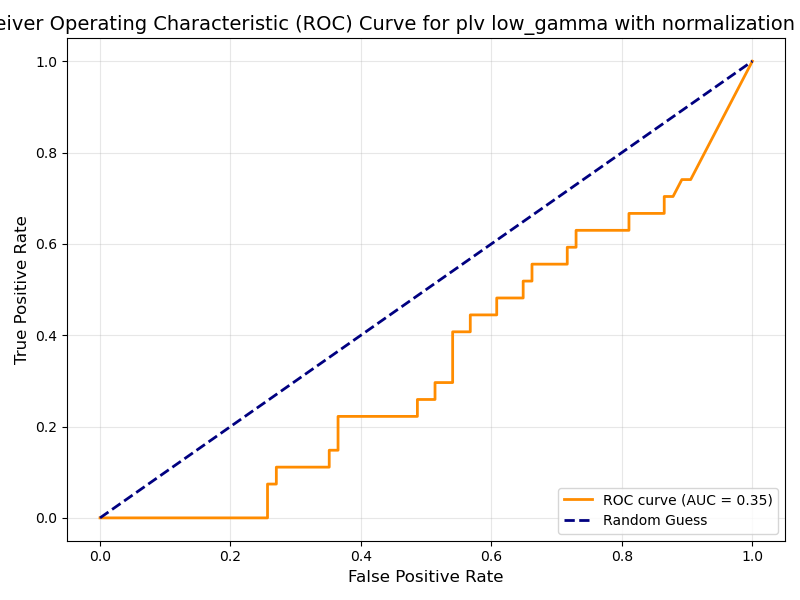 eiver Operating Characteristic (ROC) Curve for plv low_gamma with normalization
1.0
0.8
0.6
0.4
0.2
0.0
True Positive Rate
0.0 0.2 0.4 0.6 0.8 1.0
False Positive Rate
ROC curve (AUC = 0.35)
Random Guess